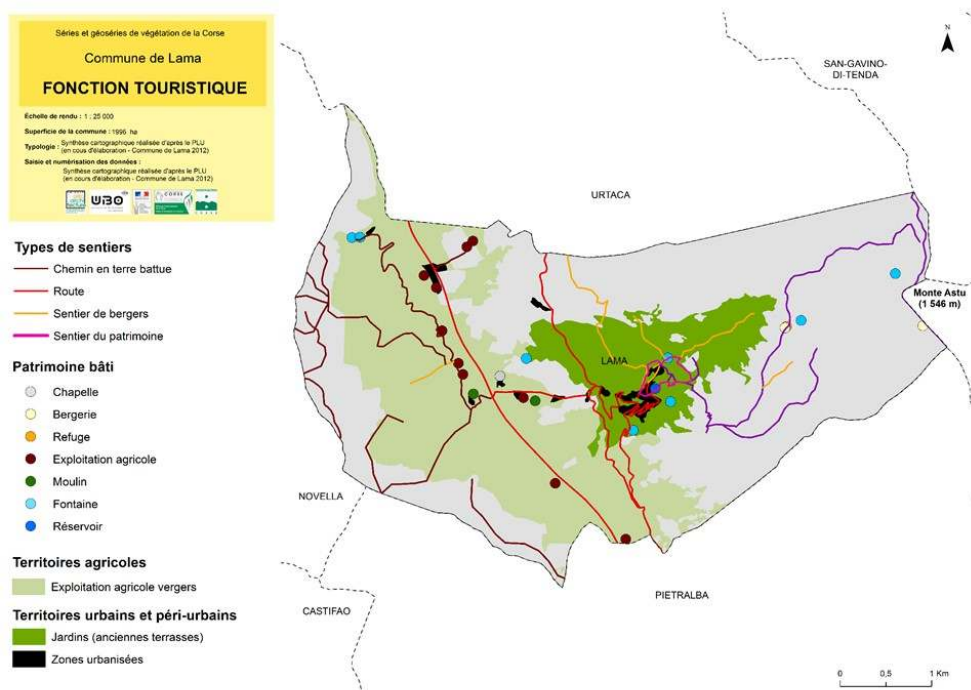 Séries et géoséries de végétation de la Corse
Commune de Lama
FONCTION TOURISTIQUE
Échelle de rendu : 1 : 25 000
Superficie de la commune : 1996 ha
Typologie : Synthèse cartographique réalisée d'après le PLU
(en cours d'élaboration - Commune de Lama 2012)
Saisie et numérisation des données :
Synthèse cartographique réalisée d'après le PLU
(en cours d'élaboration - Commune de Lama 2012)
UBO
Types de sentiers
Chemin en terre battue
Route
Sentier de bergers
Sentier du patrimoine
Patrimoine bâti
Chapelle
Bergerie
Refuge
Exploitation agricole
Moulin
Fontaine
Réservoir
Territoires agricoles
Exploitation agricole vergers
Territoires urbains et péri-urbains
Jardins (anciennes terrasses)
Zones urbanisées
N
SAN-GAVINO-
DI-TENDA
URTACA
Monte Astu
(1 546 m)
LAMA
NOVELLA
CASTIFAO
PIETRALBA
0 0,5 1 Km